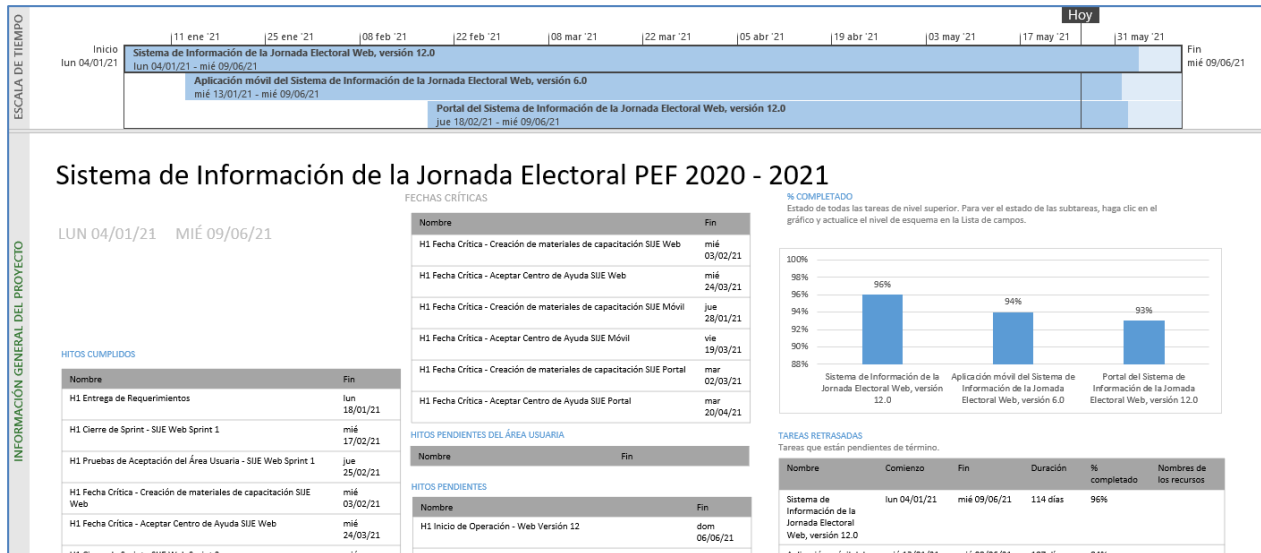 Hoy
ESCALA DE TIEMPO
11 ene '21
25 ene '21
08 feb '21
22 feb '21
08 mar '21
22 mar '21
05 abr '21
19 abr '21
03 may '21
17 may '21
31 may '21
Inicio
lun 04/01/21
Sistema de Información de la Jornada Electoral Web, versión 12.0
lun 04/01/21 - mié 09/06/21
Fin
mié 09/06/21
Aplicación móvil del Sistema de Información de la Jornada Electoral Web, versión 6.0
mié 13/01/21 - mié 09/06/21
Portal del Sistema de Información de la Jornada Electoral Web, versión 12.0
jue 18/02/21 - mié 09/06/21
INFORMACIÓN GENERAL DEL PROYECTO
Sistema de Información de la Jornada Electoral PEF 2020 - 2021
LUN 04/01/21 MIÉ 09/06/21
HITOS CUMPLIDOS
Nombre Fin
H1 Entrega de Requerimientos lun
18/01/21
H1 Cierre de Sprint - SIJE Web Sprint 1 mié
17/02/21
H1 Pruebas de Aceptación del Área Usuaria - SIJE Web Sprint 1 jue
25/02/21
H1 Fecha Crítica - Creación de materiales de capacitación SIJE mié
Web 03/02/21
H1 Fecha Crítica - Aceptar Centro de Ayuda SIJE Web mié
24/03/21
FECHAS CRÍTICAS
Nombre Fin
H1 Fecha Crítica - Creación de materiales de capacitación SIJE Web mié
03/02/21
H1 Fecha Crítica - Aceptar Centro de Ayuda SIJE Web mié
24/03/21
H1 Fecha Crítica - Creación de materiales de capacitación SIJE Móvil jue
28/01/21
H1 Fecha Crítica - Aceptar Centro de Ayuda SIJE Móvil vie
19/03/21
H1 Fecha Crítica - Creación de materiales de capacitación SIJE Portal mar
02/03/21
H1 Fecha Crítica - Aceptar Centro de Ayuda SIJE Portal mar
20/04/21
HITOS PENDIENTES DEL ÁREA USUARIA
Nombre Fin
HITOS PENDIENTES
Nombre Fin
H1 Inicio de Operación - Web Versión 12 dom
06/06/21
% COMPLETADO
Estado de todas las tareas de nivel superior. Para ver el estado de las subtareas, haga clic en el
gráfico y actualice el nivel de esquema en la Lista de campos.
100%
98%
96%
94%
92%
90%
88%
96%
94%
93%
Sistema de Información de la
Jornada Electoral Web, versión
12.0
Aplicación móvil del Sistema de
Información de la Jornada
Electoral Web, versión 6.0
Portal del Sistema de
Información de la Jornada
Electoral Web, versión 12.0
TAREAS RETRASADAS
Tareas que están pendientes de término.
Nombre Comienzo Fin Duración % completado Nombres de los recursos
Sistema de lun 04/01/21 mié 09/06/21 114 días 96%
Información de la
Jornada Electoral
Web, versión 12.0